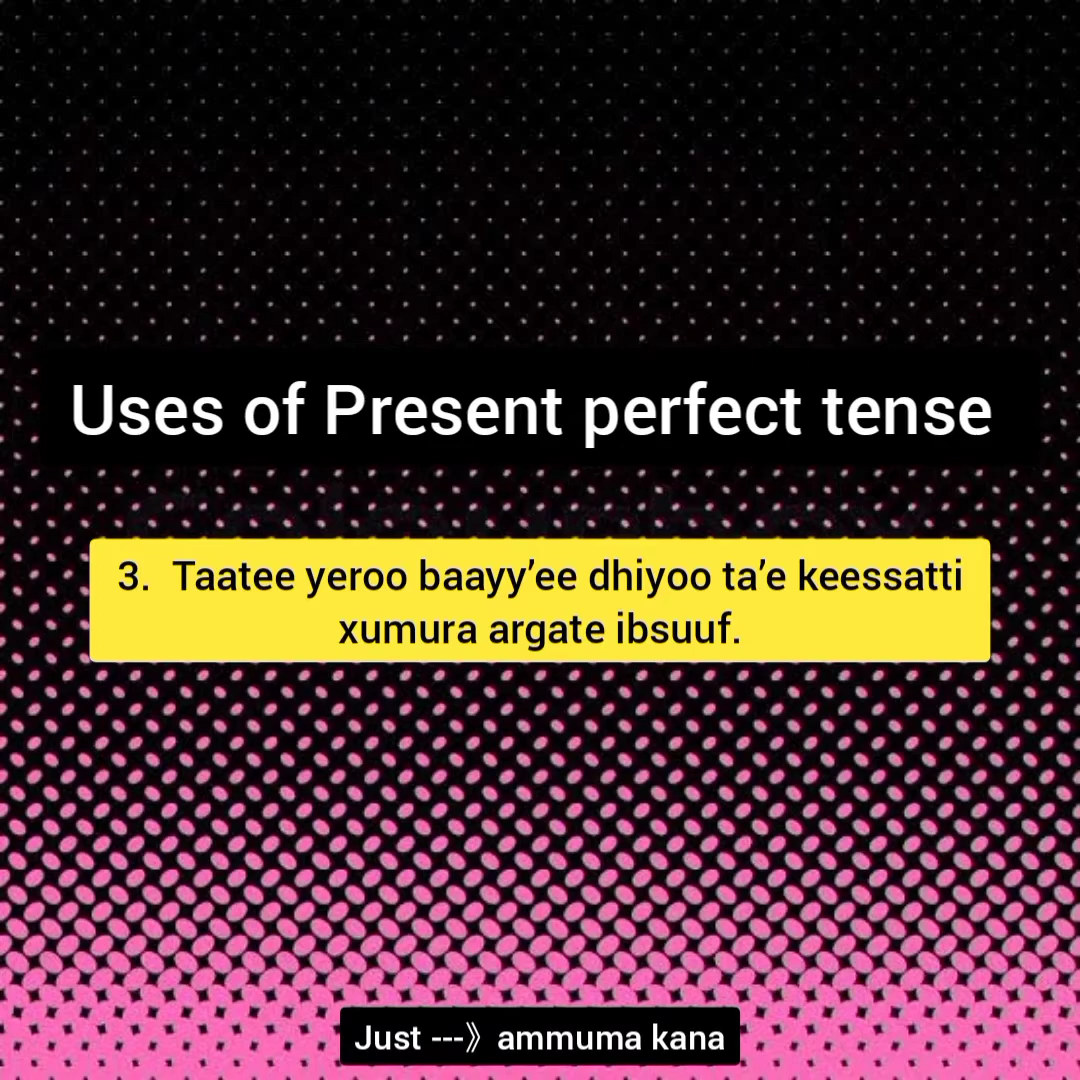 Uses of Present perfect tense
3. Taatee yeroo baayy’ee dhiyoo ta’e keessatti
xumura argate ibsuuf.
Just ---》ammuma kana